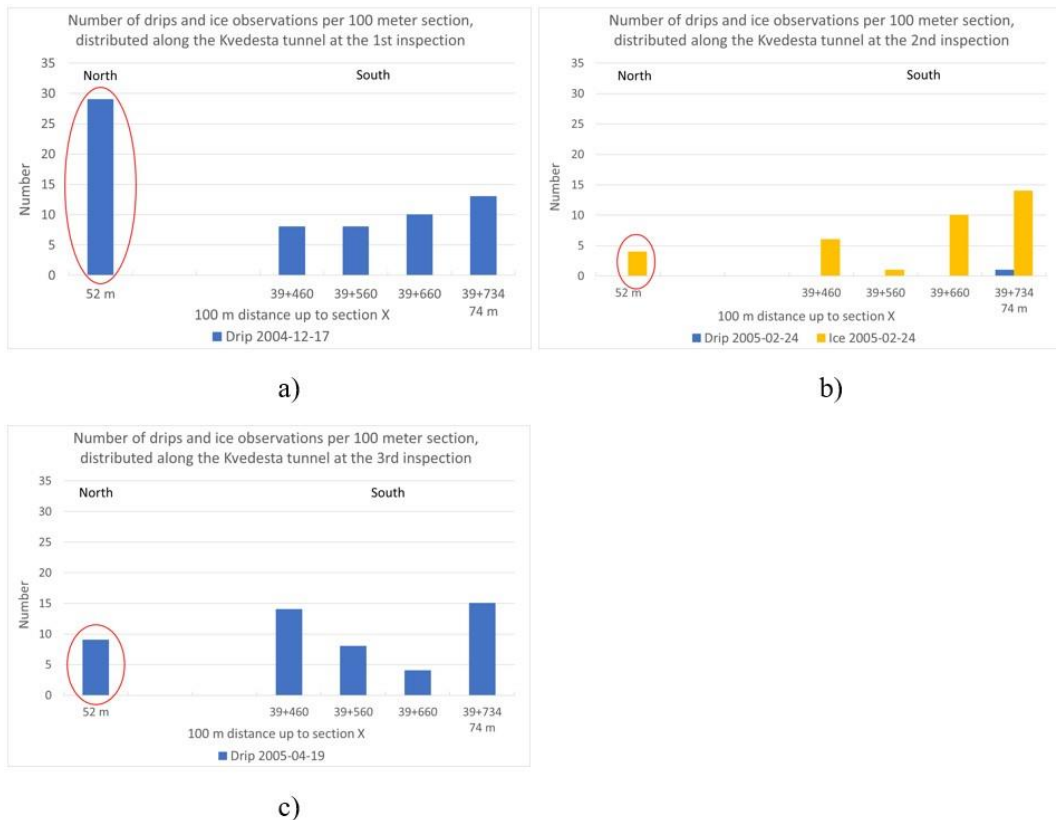 Number of drips and ice observations per 100 meter section,
distributed along the Kvedesta tunnel at the 1st inspection
35
30
25
20
15
10
5
0
Number
North
South
52 m
39+460
39+560
39+660
39+734
74 m
100 m distance up to section X
Drip 2004-12-17
a)
Number of drips and ice observations per 100 meter section,
distributed along the Kvedesta tunnel at the 2nd inspection
35
30
25
20
15
10
5
0
Number
North
South
52 m
39+460
39+560
39+660
39+734
74 m
100 m distance up to section X
Drip 2005-02-24
Ice 2005-02-24
b)
Number of drips and ice observations per 100 meter section,
distributed along the Kvedesta tunnel at the 3rd inspection
35
30
25
20
15
10
5
0
Number
North
South
52 m
39+460
39+560
39+660
39+734
74 m
100 m distance up to section X
Drip 2005-04-19
c)